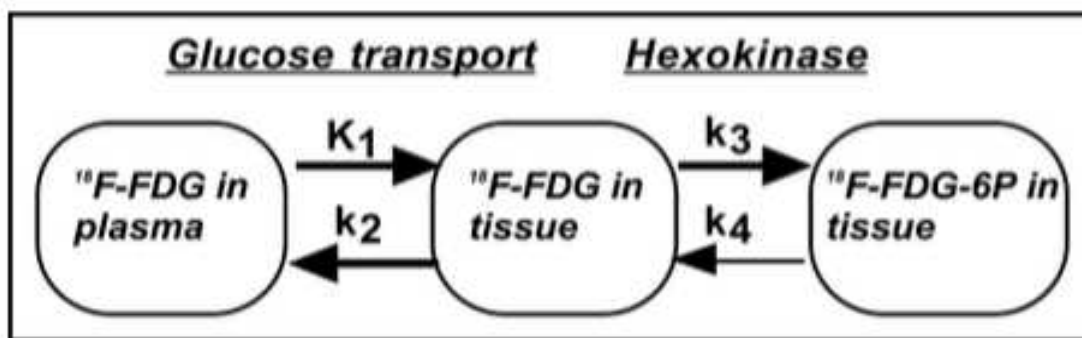 Glucose transport Hexokinase
K₁ k₃
¹⁸F-FDG in ¹⁸F-FDG in ¹⁸F-FDG-6P in
plasma k₂ tissue k₄ tissue